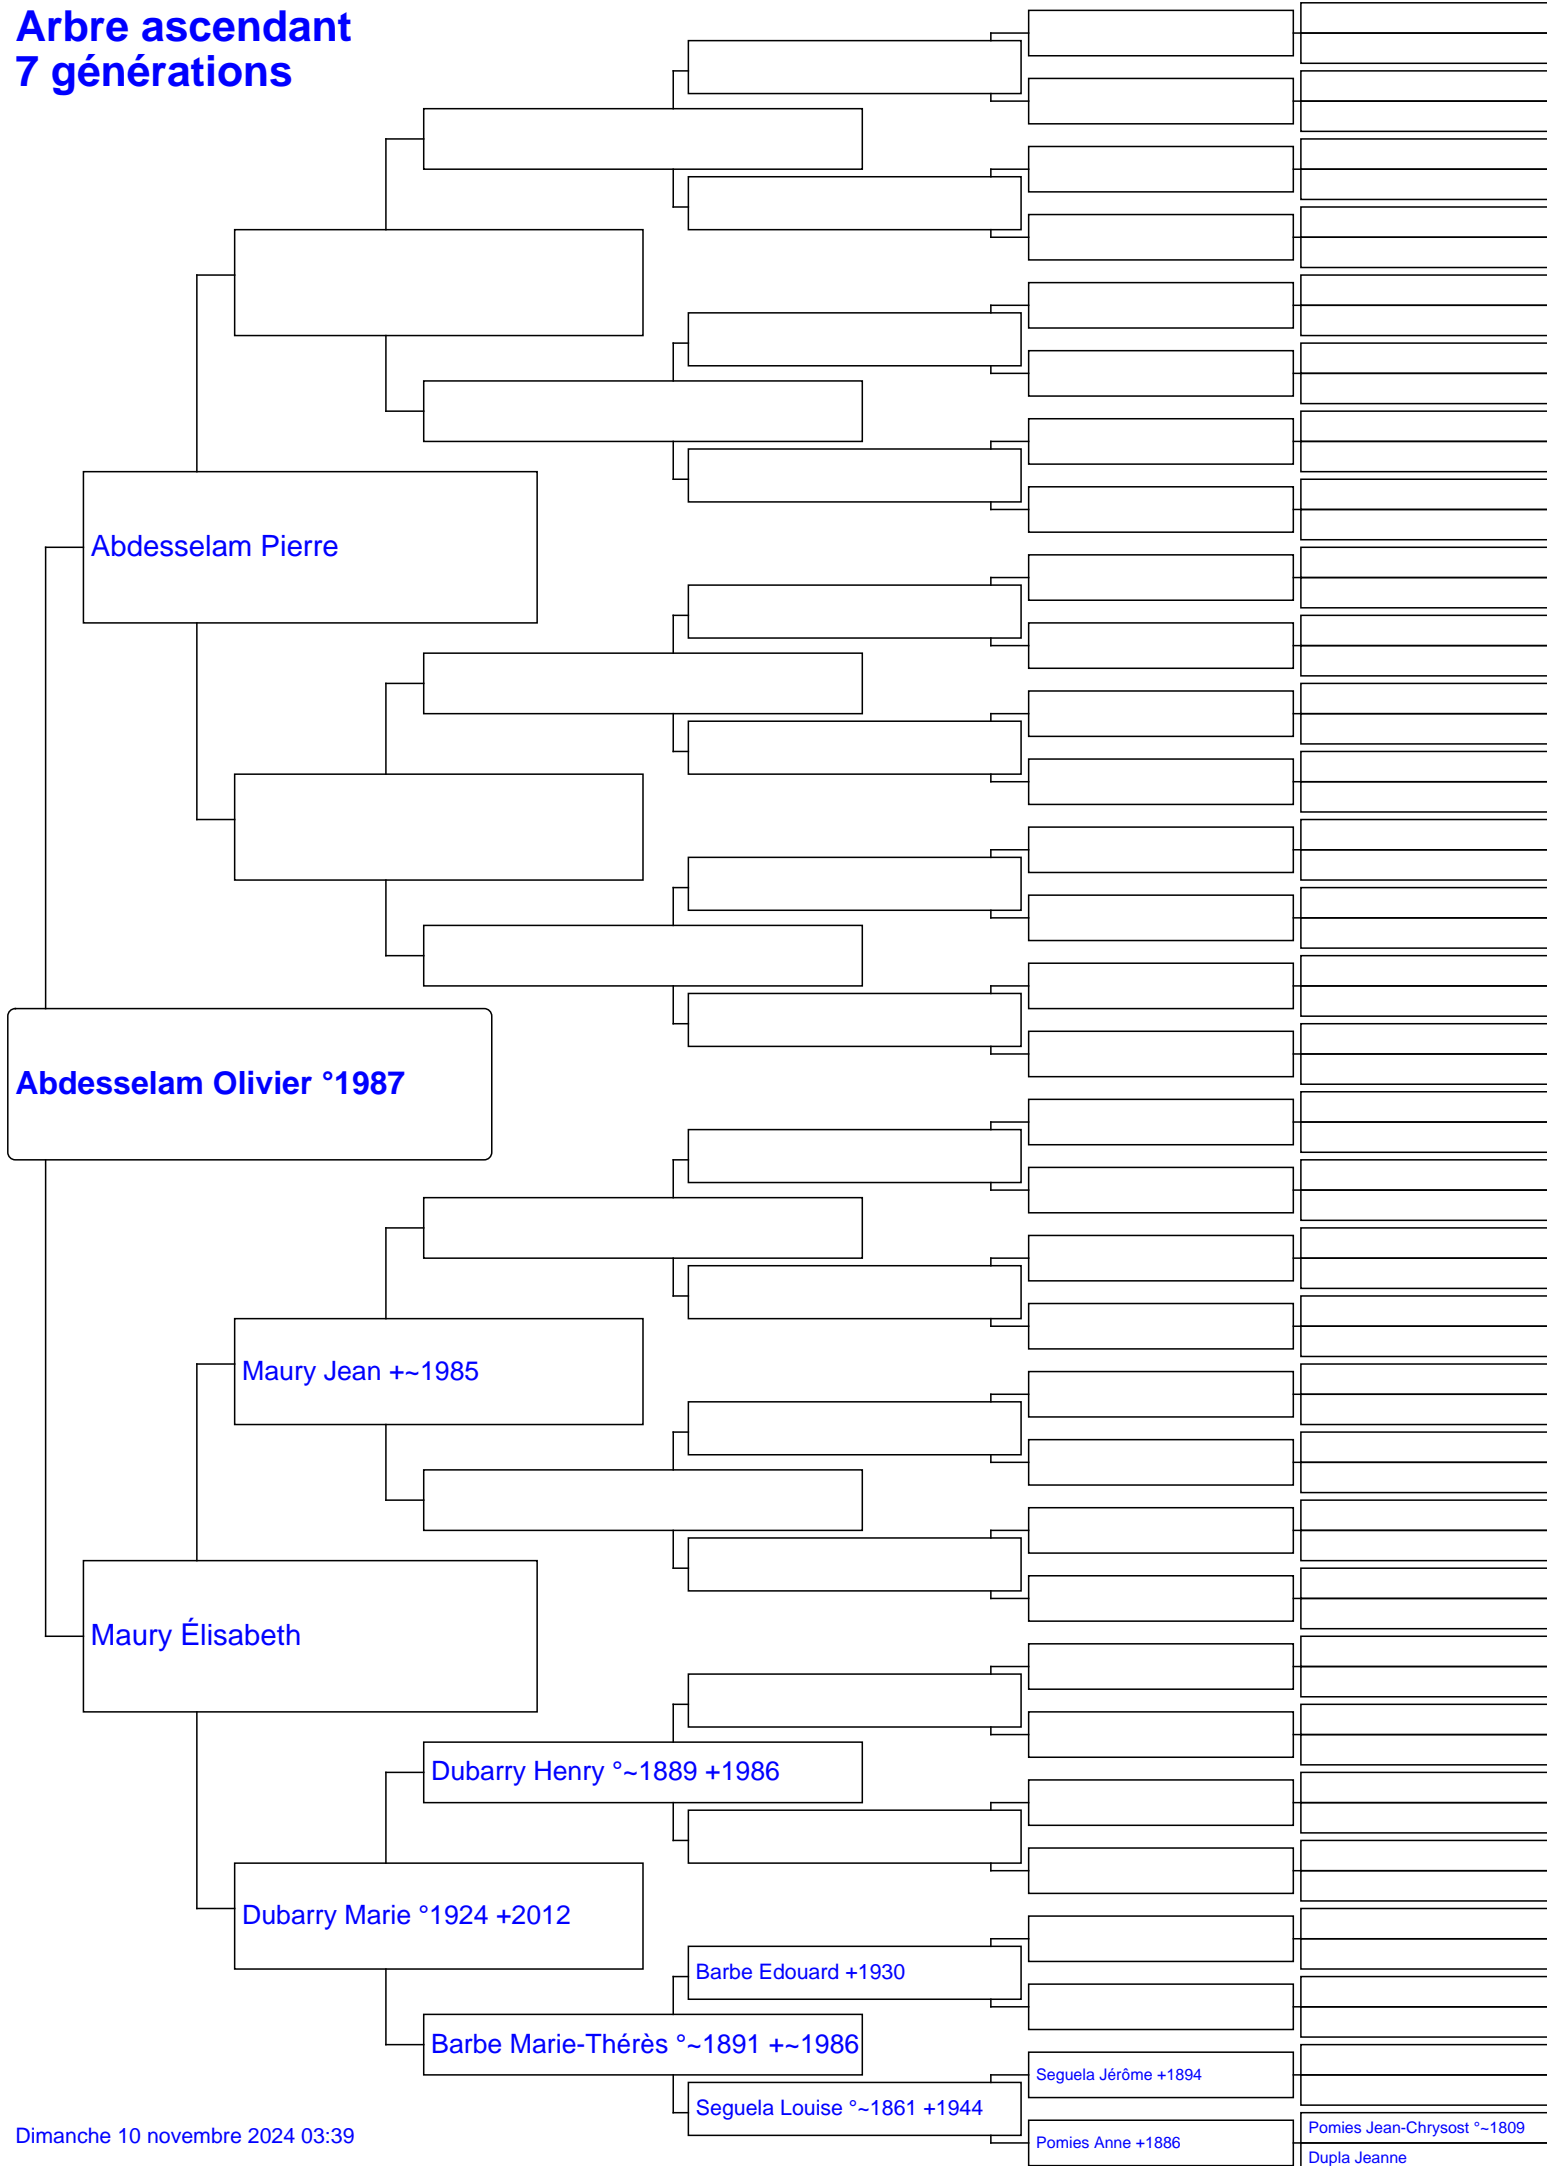 Arbre ascendant
7 générations
Abdesselam Pierre
Abdesselam Olivier °1987
Maury Jean +~1985
Maury Élisabeth
Dubarry Henry °~1889 +1986
Dubarry Marie °1924 +2012
Barbe Edouard +1930
Barbe Marie-Thérès °~1891 +~1986
Seguela Jérôme +1894
Seguela Louise °~1861 +1944
Pomies Jean-Chrysost °~1809
Pomies Anne +1886
Dupla Jeanne
Dimanche 10 novembre 2024 03:39